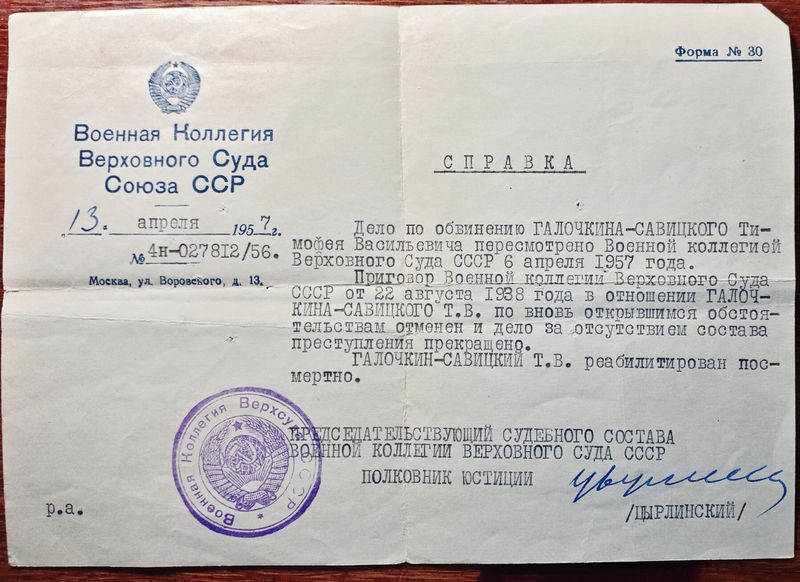 Форма № 30
Военная Коллегия
Верховного Суда
Союза ССР
„13“ апреля 1957 г.
№ 4н-027812/56.
Москва, ул. Воровского, д. 13.
СПРАВКА
Дело по обвинению ГАЛОЧКИНА-САВИЦКОГО Ти-
мофея Васильевича пересмотрено Военной коллегией
Верховного Суда СССР 6 апреля 1957 года.
Приговор Военной коллегии Верховного Суда
СССР от 22 августа 1938 года в отношении ГАЛОЧ-
КИНА-САВИЦКОГО Т.В. по вновь открывшимся обстоя-
тельствам отменен и дело за отсутствием состава
преступления прекращено.
ГАЛОЧКИН-САВИЦКИЙ Т.В. реабилитирован пос-
мертно.
ПРЕДСЕДАТЕЛЬСТВУЮЩИЙ СУДЕБНОГО СОСТАВА
ВОЕННОЙ КОЛЛЕГИИ ВЕРХОВНОГО СУДА СССР
ПОЛКОВНИК ЮСТИЦИИ
/ЦЫРЛИНСКИЙ/
р.а.
Военная Коллегия Верхсуда СССР